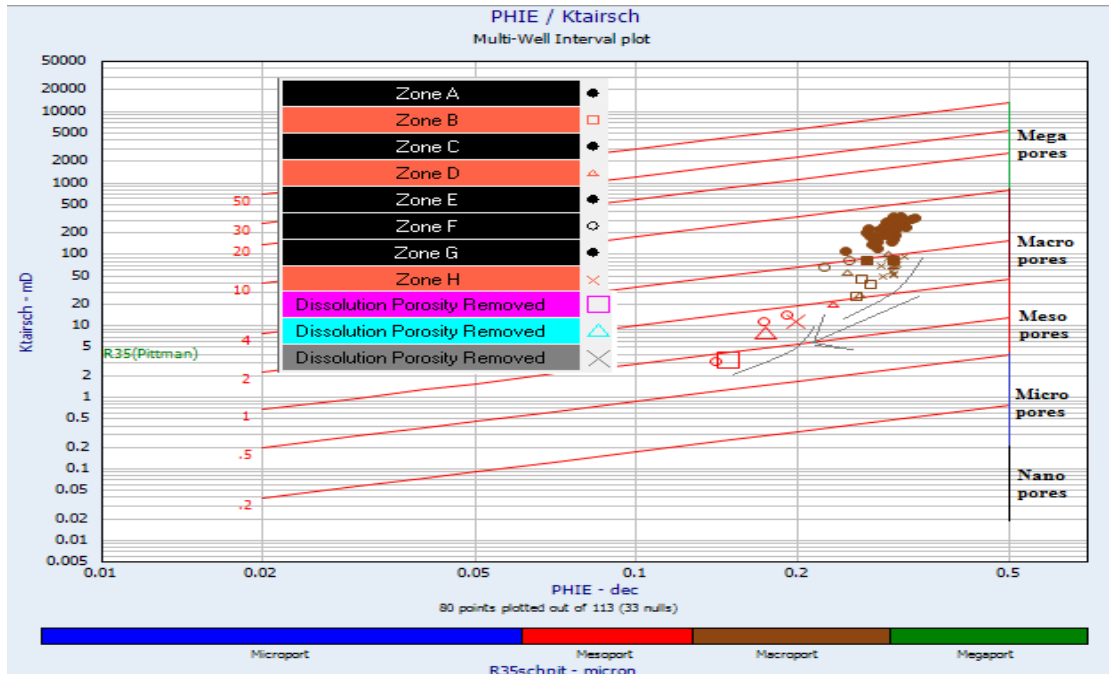 PHIE / Ktairsch
Multi-Well Interval plot
50000
20000
10000
5000
2000
1000
500
200
100
50
20
10
5
2
1
0.5
0.2
0.1
0.05
0.02
0.01
0.005
Ktairsch - mD
Zone A
Zone B
Zone C
Zone D
Zone E
Zone F
Zone G
Zone H
Dissolution Porosity Removed
Dissolution Porosity Removed
Dissolution Porosity Removed
50
30
20
10
4
2
1
.5
.2
R35(Pittman)
Mega
pores
Macro
pores
Meso
pores
Micro
pores
Nano
pores
0.01
0.02
0.05
0.1
0.2
0.5
PHIE - dec
80 points plotted out of 113 (33 nulls)
Microport
Mesoport
Macroport
Megaport
R35schnit - micron